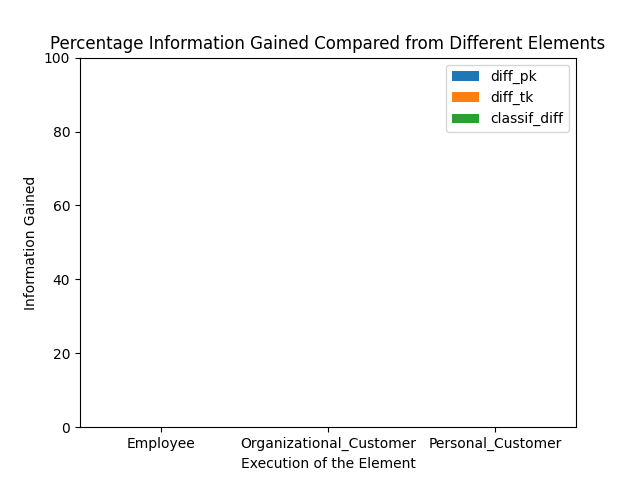 Percentage Information Gained Compared from Different Elements
100
80
60
40
20
0
Information Gained
diff_pk
diff_tk
classif_diff
Employee
Organizational_Customer
Personal_Customer
Execution of the Element